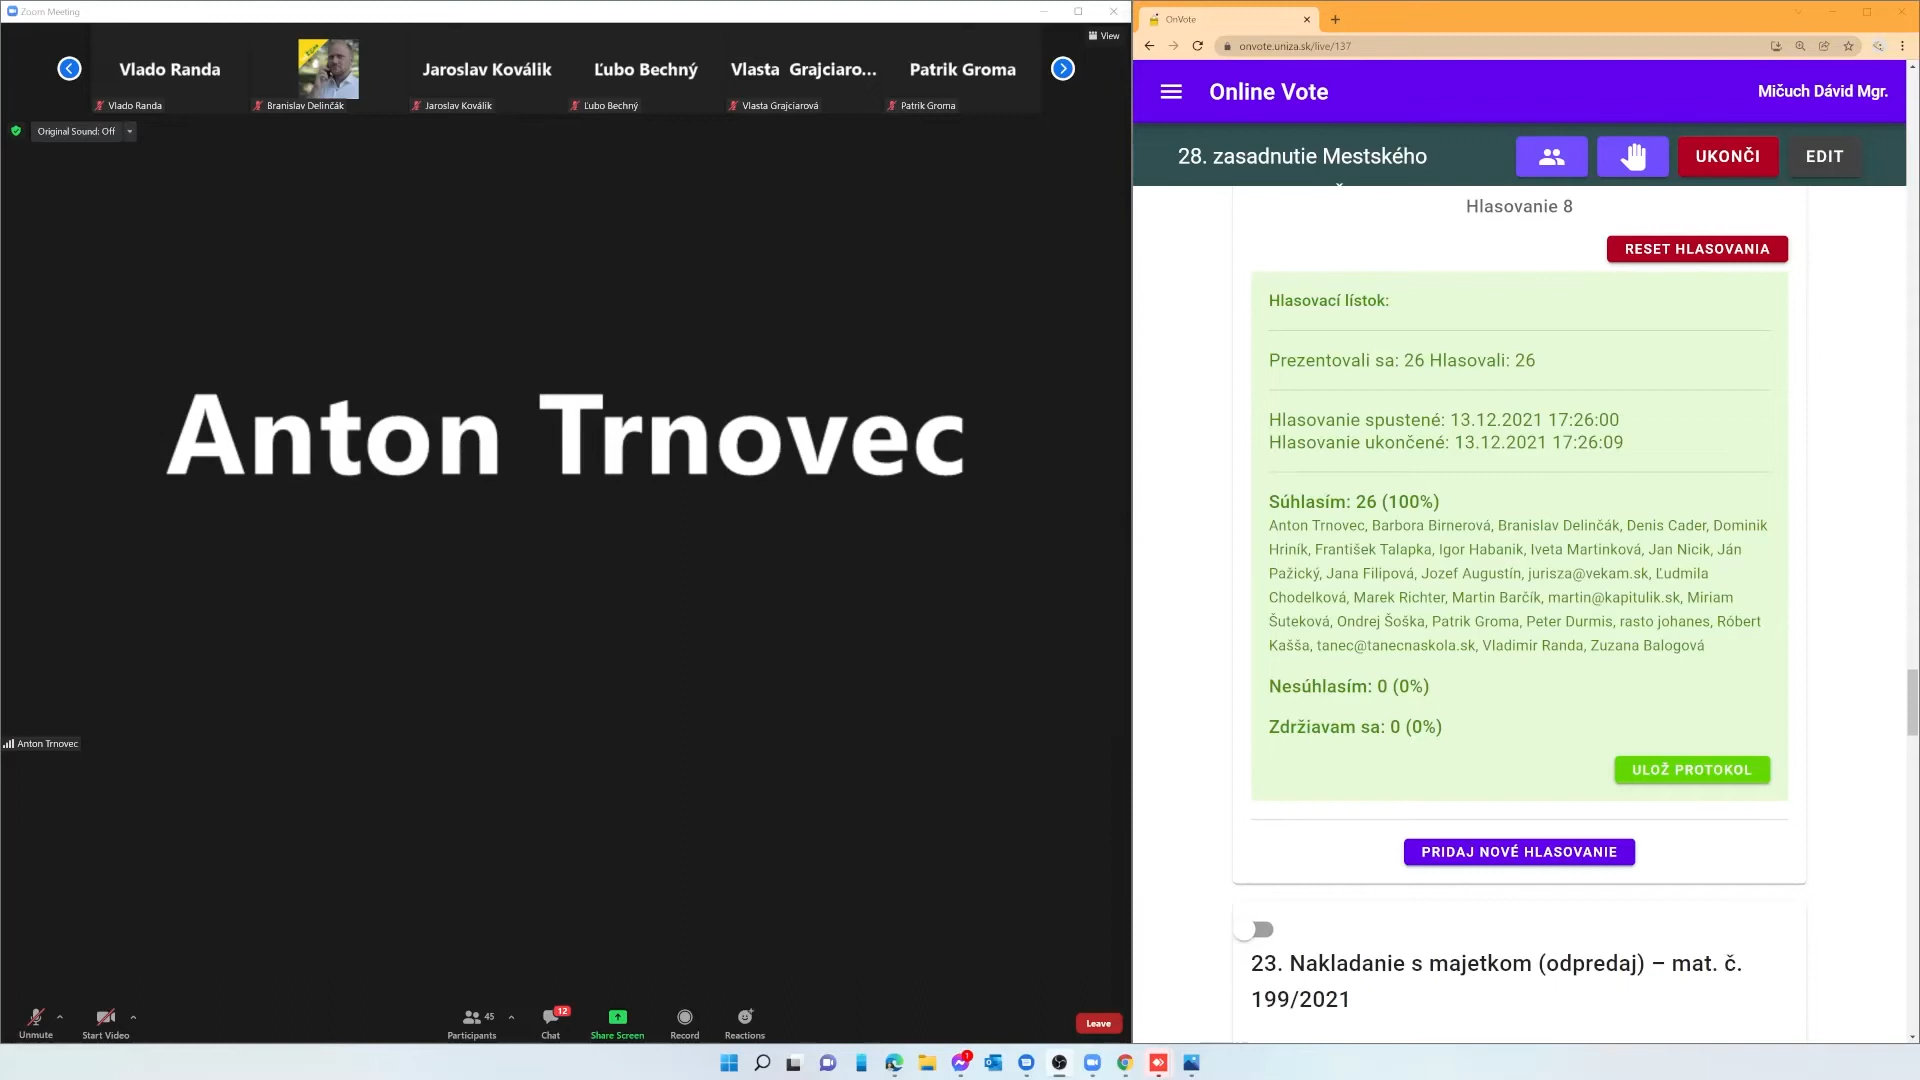 Zoom Meeting
View
Vlado Randa
Jaroslav Koválik
Ľubo Bechný
Vlasta Grajciaro...
Patrik Groma
Vlado Randa
Branislav Delinčák
Jaroslav Koválik
Ľubo Bechný
Vlasta Grajciarová
Patrik Groma
Original Sound: Off
Anton Trnovec
Anton Trnovec
Unmute
Start Video
45
Participants
12
Chat
Share Screen
Record
Reactions
Leave
OnVote
onvote.uniza.sk/live/137
Online Vote
Mičuch Dávid Mgr.
28. zasadnutie Mestského
UKONČI
EDIT
Hlasovanie 8
RESET HLASOVANIA
Hlasovací lístok:
Prezentovali sa: 26 Hlasovali: 26
Hlasovanie spustené: 13.12.2021 17:26:00
Hlasovanie ukončené: 13.12.2021 17:26:09
Súhlasím: 26 (100%)
Anton Trnovec, Barbora Birnerová, Branislav Delinčák, Denis Cader, Dominik
Hriník, František Talapka, Igor Habanik, Iveta Martinková, Jan Nicik, Ján
Pažický, Jana Filipová, Jozef Augustín, jurisza@vekam.sk, Ľudmila
Chodelková, Marek Richter, Martin Barčík, martin@kapitulik.sk, Miriam
Šuteková, Ondrej Šoška, Patrik Groma, Peter Durmis, rasto johanes, Róbert
Kašša, tanec@tanecnaskola.sk, Vladimir Randa, Zuzana Balogová
Nesúhlasím: 0 (0%)
Zdržiavam sa: 0 (0%)
ULOŽ PROTOKOL
PRIDAJ NOVÉ HLASOVANIE
23. Nakladanie s majetkom (odpredaj) – mat. č.
199/2021
1